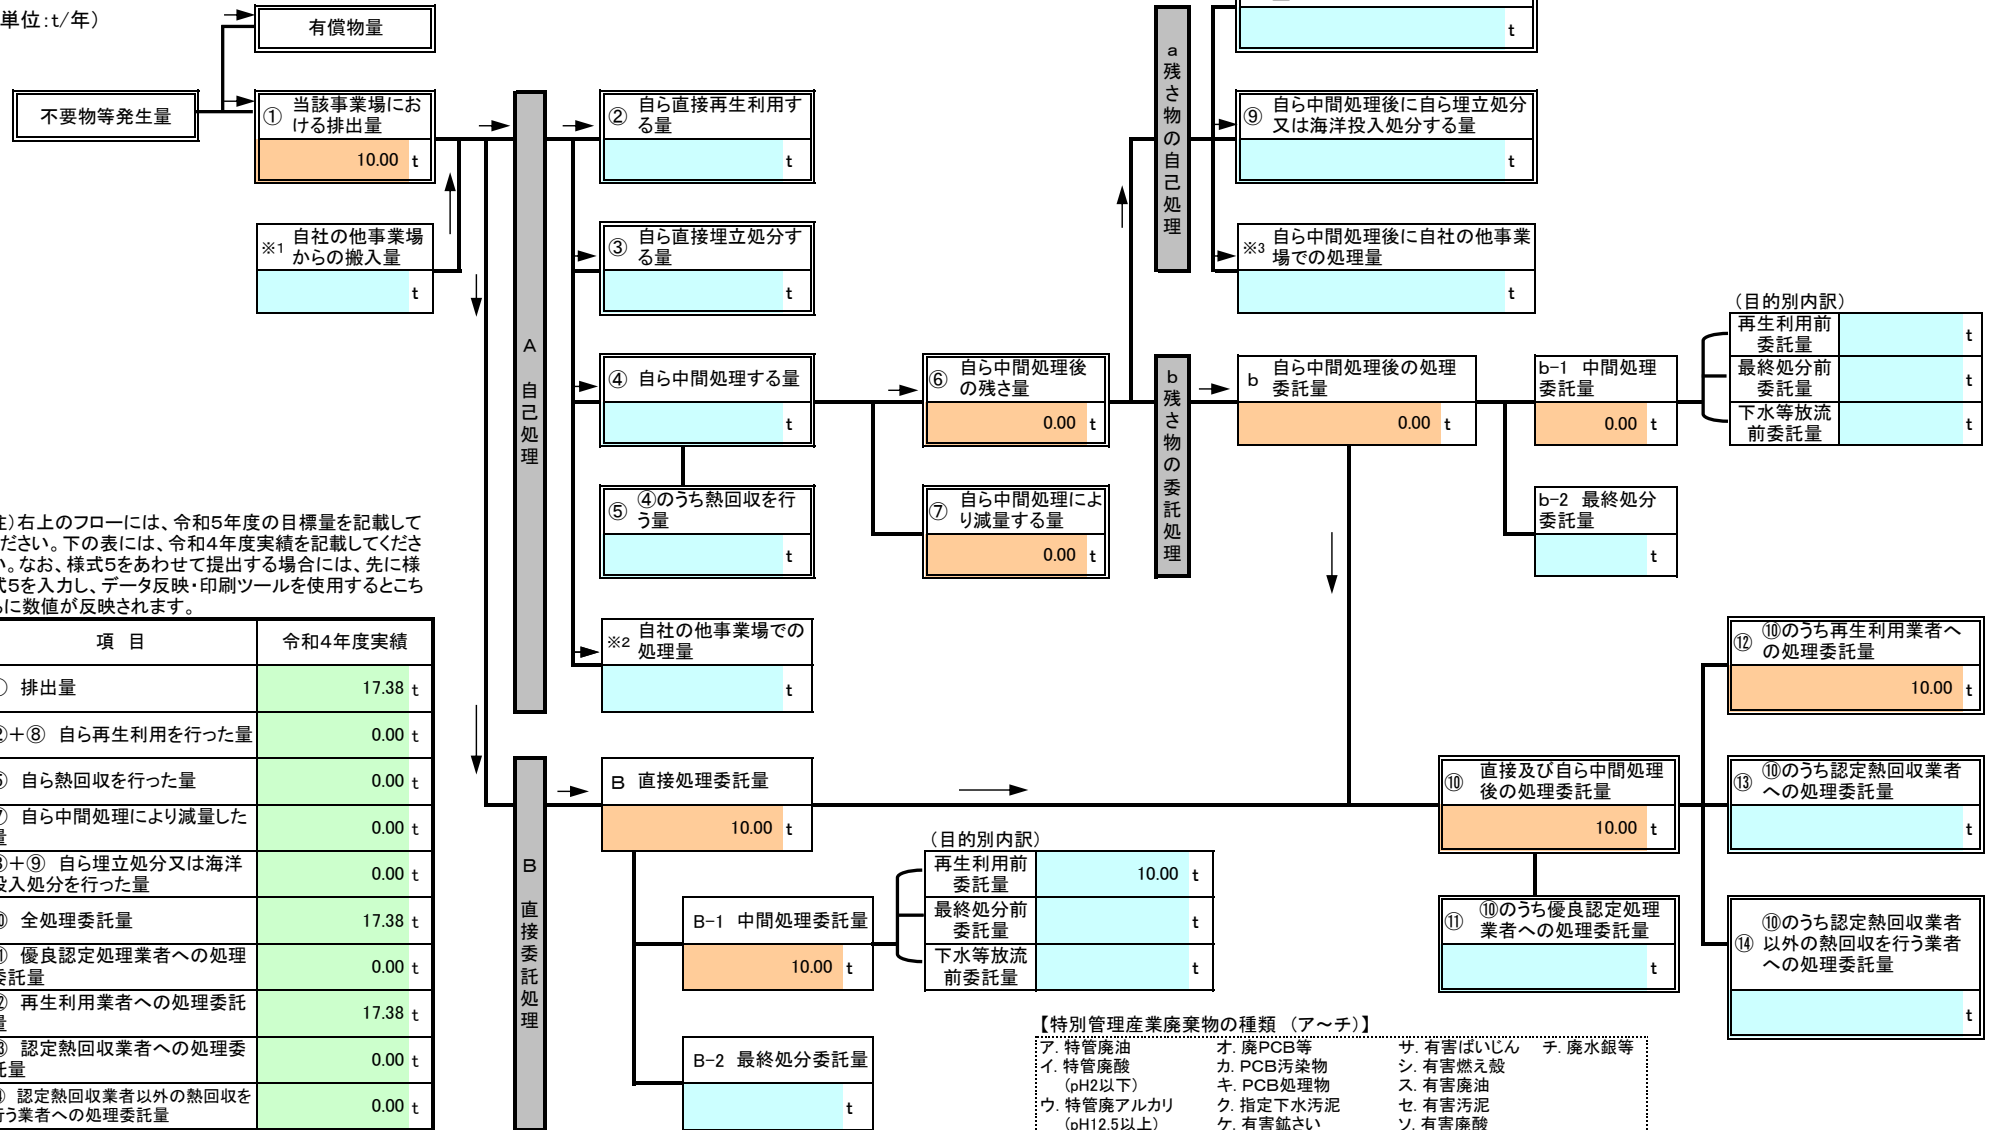 単位：t/年）
有償物量
不要物等発生量
① 当該事業場にお
ける排出量
10.00 t
※1 自社の他事業場
からの搬入量
t
A 自己処理
② 自ら直接再生利用す
る量
t
③ 自ら直接埋立処分す
る量
t
④ 自ら中間処理する量
t
⑤ ④のうち熱回収を行
う量
t
※2 自社の他事業場での
処理量
t
⑥ 自ら中間処理後
の残さ量
0.00 t
⑦ 自ら中間処理によ
り減量する量
0.00 t
a 残さ物の自己処理
t
⑨ 自ら中間処理後に自ら埋立処分
又は海洋投入処分する量
t
※3 自ら中間処理後に自社の他事業
場での処理量
t
b 残さ物の委託処理
b 自ら中間処理後の処理
委託量
0.00 t
b-1 中間処理
委託量
0.00 t
（目的別内訳）
再生利用前
委託量
t
最終処分前
委託量
t
下水等放流
前委託量
t
b-2 最終処分
委託量
t
注）右上のフローには、令和5年度の目標量を記載して
ください。下の表には、令和4年度実績を記載してくださ
い。なお、様式5をあわせて提出する場合には、先に様
式5を入力し、データ反映・印刷ツールを使用するとこち
らに数値が反映されます。
項 目 令和4年度実績
① 排出量 17.38 t
②＋⑧ 自ら再生利用を行った量 0.00 t
⑤ 自ら熱回収を行った量 0.00 t
⑦ 自ら中間処理により減量した
量 0.00 t
③＋⑨ 自ら埋立処分又は海洋
投入処分を行った量 0.00 t
⑩ 全処理委託量 17.38 t
⑪ 優良認定処理業者への処理
委託量 0.00 t
⑫ 再生利用業者への処理委託
量 17.38 t
⑬ 認定熱回収業者への処理委
託量 0.00 t
⑭ 認定熱回収業者以外の熱回収を
行う業者への処理委託量 0.00 t
B 直接委託処理
B 直接処理委託量
10.00 t
B-1 中間処理委託量
10.00 t
（目的別内訳）
再生利用前
委託量
10.00 t
最終処分前
委託量
t
下水等放流
前委託量
t
B-2 最終処分委託量
t
⑩ 直接及び自ら中間処理
後の処理委託量
10.00 t
⑪ ⑩のうち優良認定処理
業者への処理委託量
t
⑫ ⑩のうち再生利用業者へ
の処理委託量
10.00 t
⑬ ⑩のうち認定熱回収業者
への処理委託量
t
⑭ ⑩のうち認定熱回収業者
以外の熱回収を行う業者
への処理委託量
t
【特別管理産業廃棄物の種類 （ア～チ）】
ア. 特管廃油 オ. 廃PCB等 サ. 有害ばいじん チ. 廃水銀等
イ. 特管廃酸 カ. PCB汚染物 シ. 有害燃え殻
（pH2以下） キ. PCB処理物 ス. 有害廃油
ウ. 特管廃アルカリ ク. 指定下水汚泥 セ. 有害汚泥
（pH12.5以上） ケ. 有害鉱さい ソ. 有害廃酸